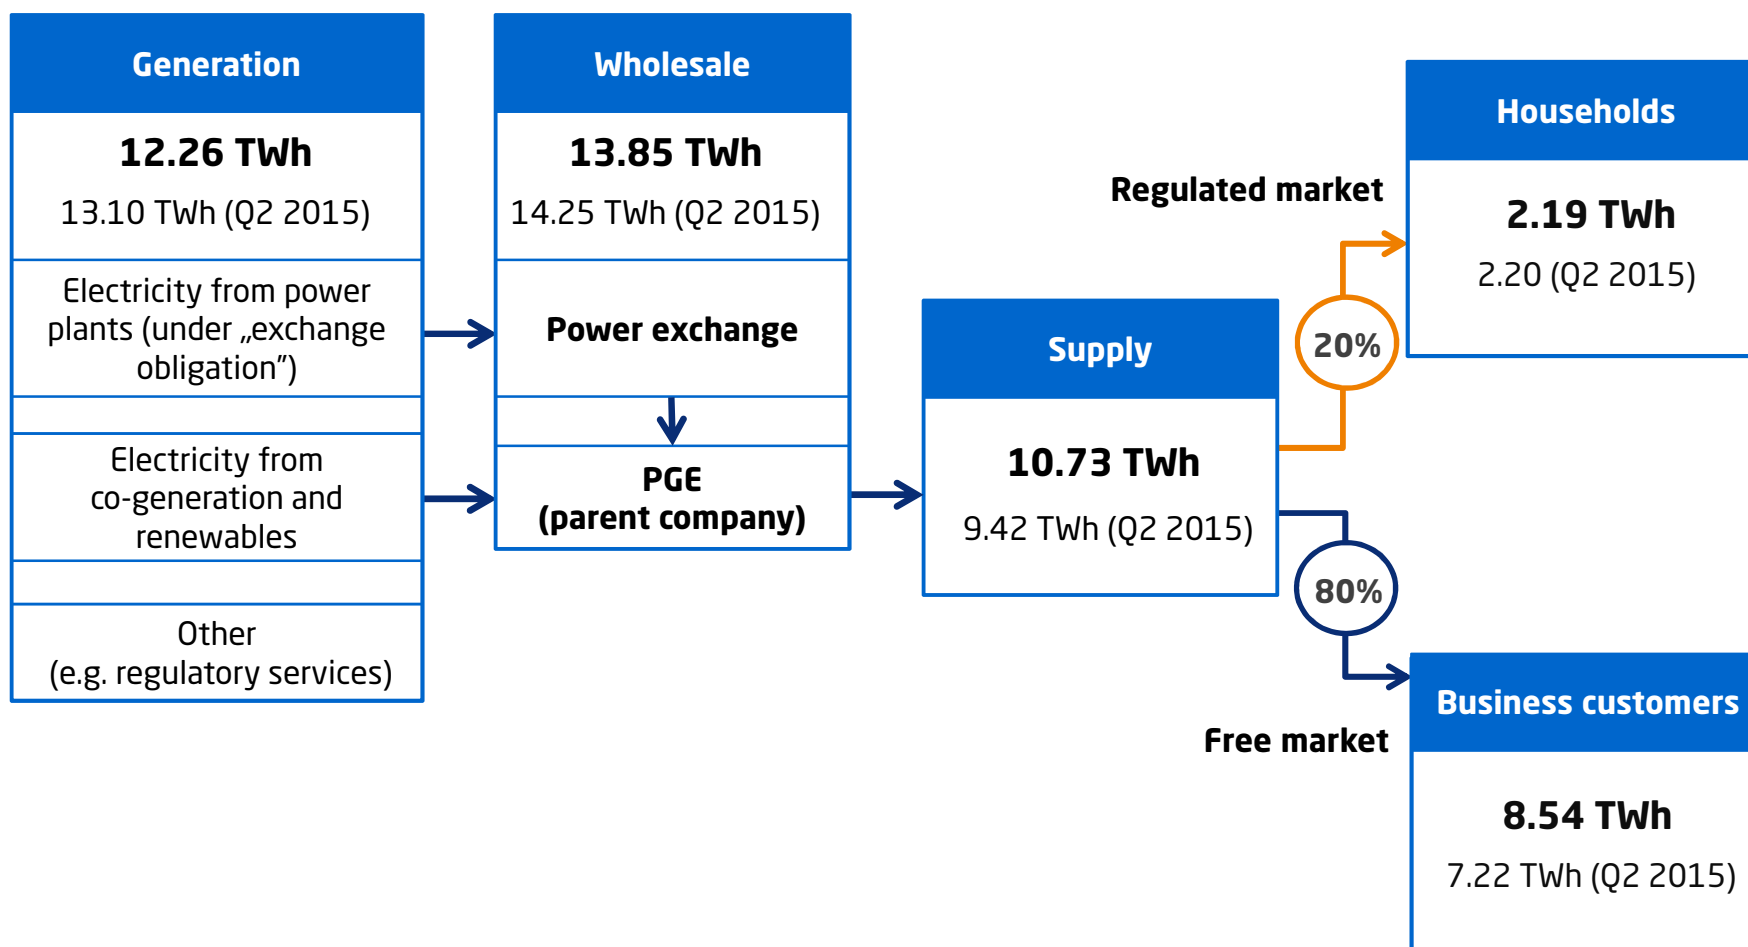 Generation
12.26 TWh
13.10 TWh (Q2 2015)
Electricity from power
plants (under „exchange
obligation”)
Electricity from
co-generation and
renewables
Other
(e.g. regulatory services)
Wholesale
13.85 TWh
14.25 TWh (Q2 2015)
Power exchange
PGE
(parent company)
Supply
10.73 TWh
9.42 TWh (Q2 2015)
Regulated market
20%
Households
2.19 TWh
2.20 (Q2 2015)
80%
Free market
Business customers
8.54 TWh
7.22 TWh (Q2 2015)